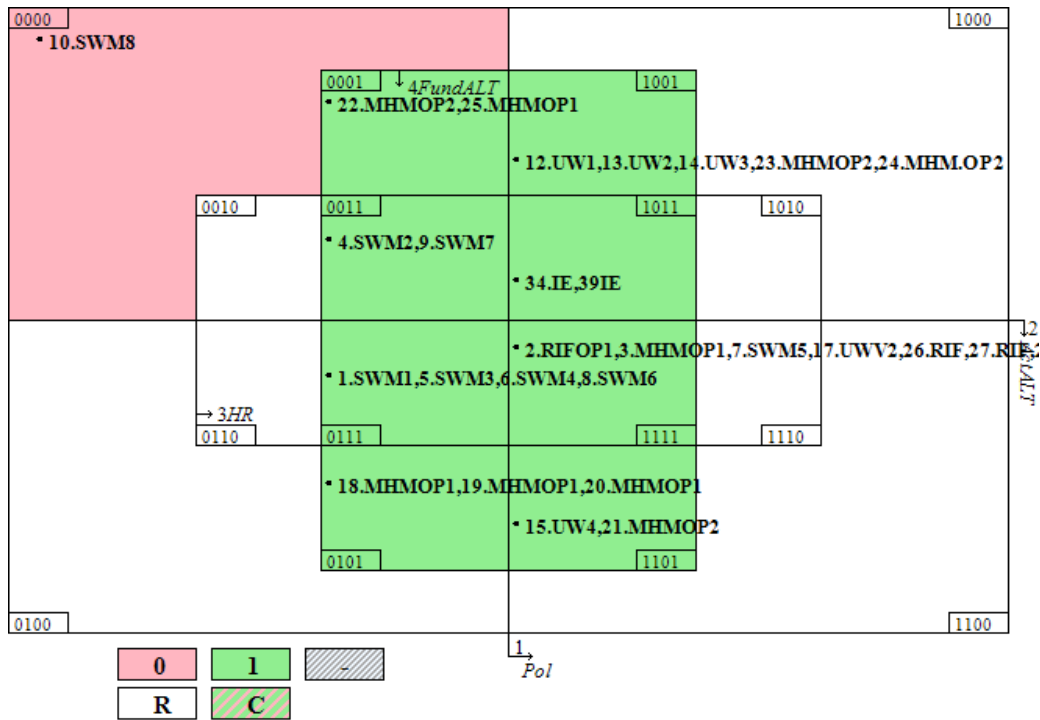 0000
1000
10.SWM8
0001
4FundALT
1001
22.MHMOP2,25.MHMOP1
12.UW1,13.UW2,14.UW3,23.MHMOP2,24.MHM.OP2
0010
0011
1011
1010
4.SWM2,9.SWM7
34.IE,39IE
2
2.RIFOP1,3.MHMOP1,7.SWM5,17.UWV2,26.RIF,27.RIF,2
1.SWM1,5.SWM3,6.SWM4,8.SWM6
3HR
0110
0111
1111
1110
18.MHMOP1,19.MHMOP1,20.MHMOP1
15.UW4,21.MHMOP2
0101
1101
0100
1100
1
Pol
0
1
-
R
C